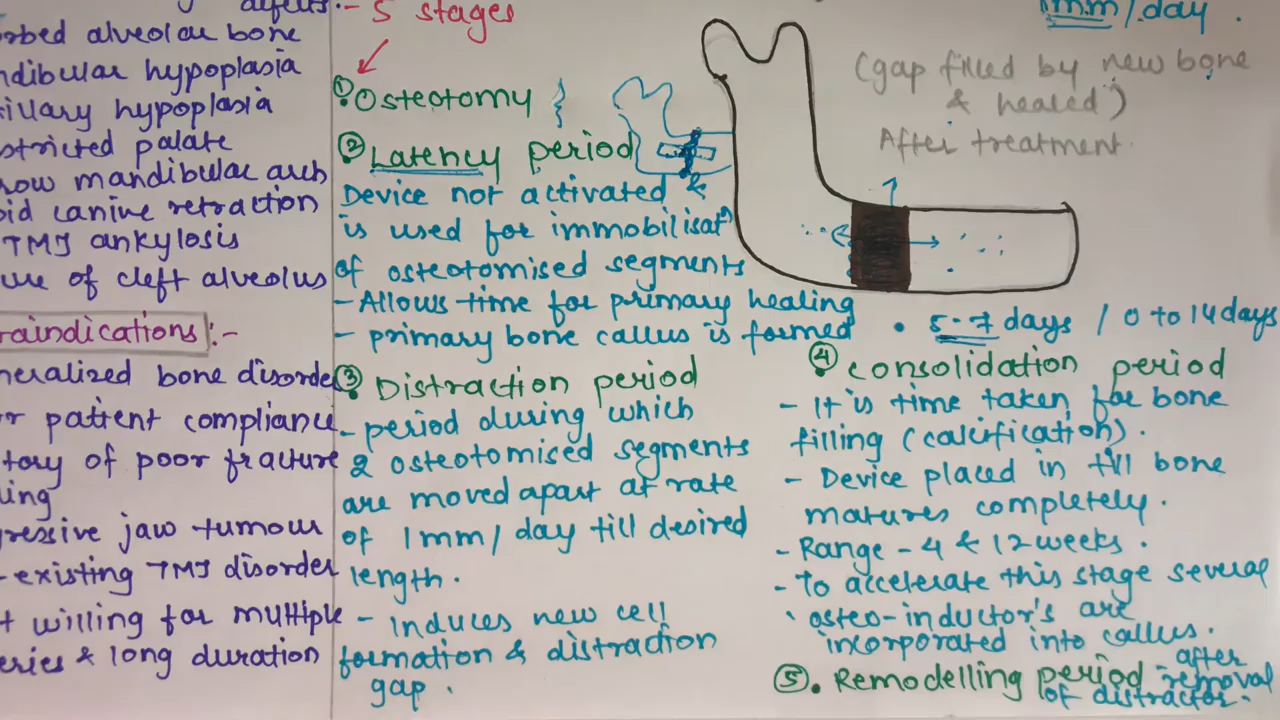 defects:-
orbed alveolar bone
ndibular hypoplasia
xillary hypoplasia
stricted palate
row mandibular arch
pid canine retraction
TMJ ankylosis
ure of cleft alveolus
raindications :-
neralized bone disorder
or patient compliance
tory of poor fracture
ling
gressive jaw tumour
-existing TMJ disorder
t willing for multiple
eries & long duration
- 5 stages
① Osteotomy
② Latency period
Device not activated &
is used for immobilisatⁿ
of osteotomised segments
- Allows time for primary healing
- primary bone callus is formed
• 5-7 days / 0 to 14 days
③ Distraction period
- period during which
2 osteotomised segments
are moved apart at rate
of 1mm/day till desired
length.
- Induces new cell
formation & distraction
gap.
1mm/day.
(gap filled by new bone
& healed)
After treatment.
④ Consolidation period
- It is time taken for bone
filling (calcification).
- Device placed in till bone
matures completely.
- Range - 4 & 12 weeks.
- To accelerate this stage several
osteo-inductor's are
incorporated into callus.
⑤. Remodelling period - after
removal
of distractor.